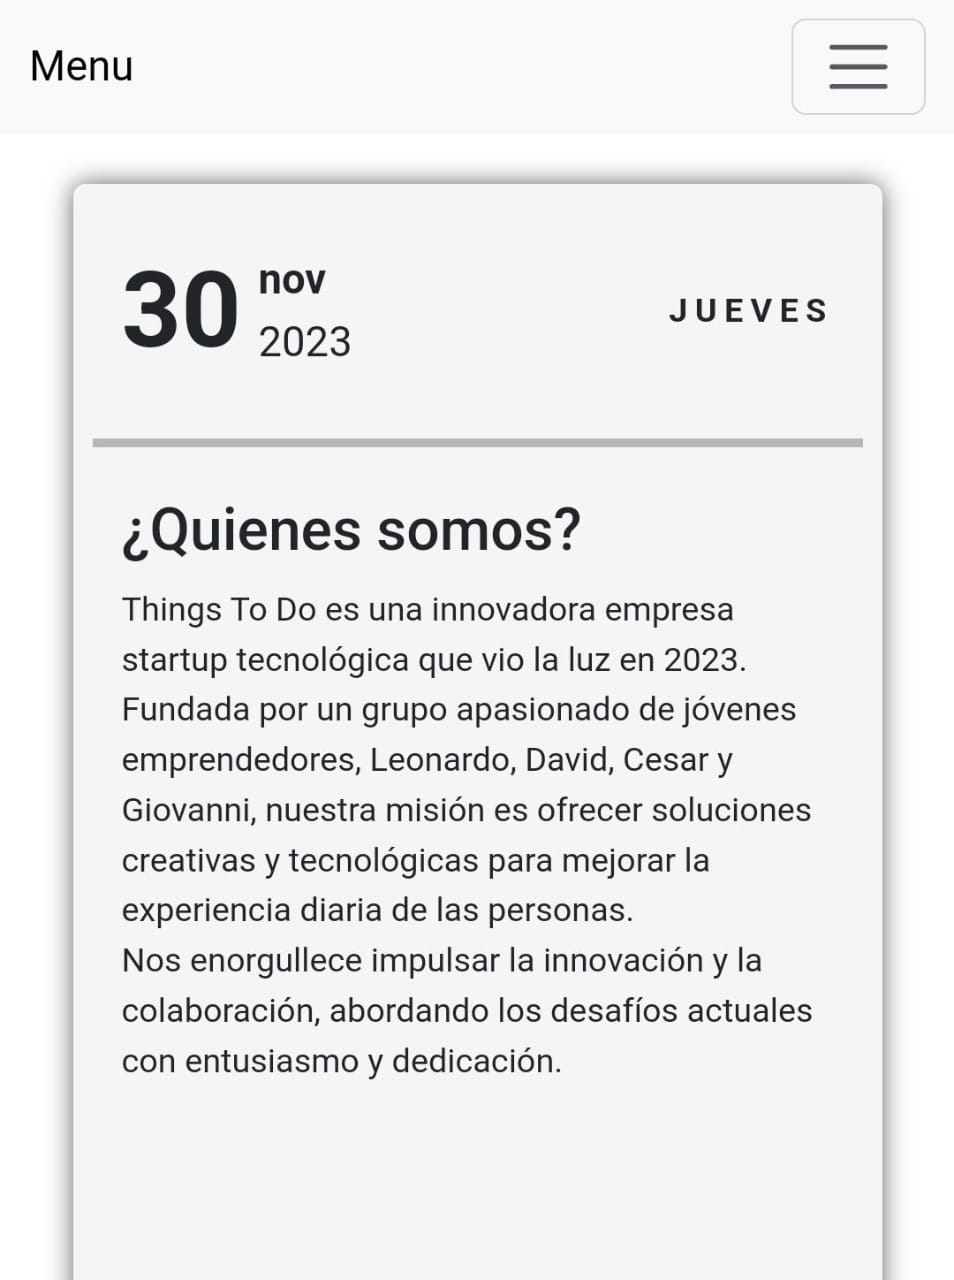 Menu
30
nov
2023
JUEVES
¿Quienes somos?
Things To Do es una innovadora empresa
startup tecnológica que vio la luz en 2023.
Fundada por un grupo apasionado de jóvenes
emprendedores, Leonardo, David, Cesar y
Giovanni, nuestra misión es ofrecer soluciones
creativas y tecnológicas para mejorar la
experiencia diaria de las personas.
Nos enorgullece impulsar la innovación y la
colaboración, abordando los desafíos actuales
con entusiasmo y dedicación.